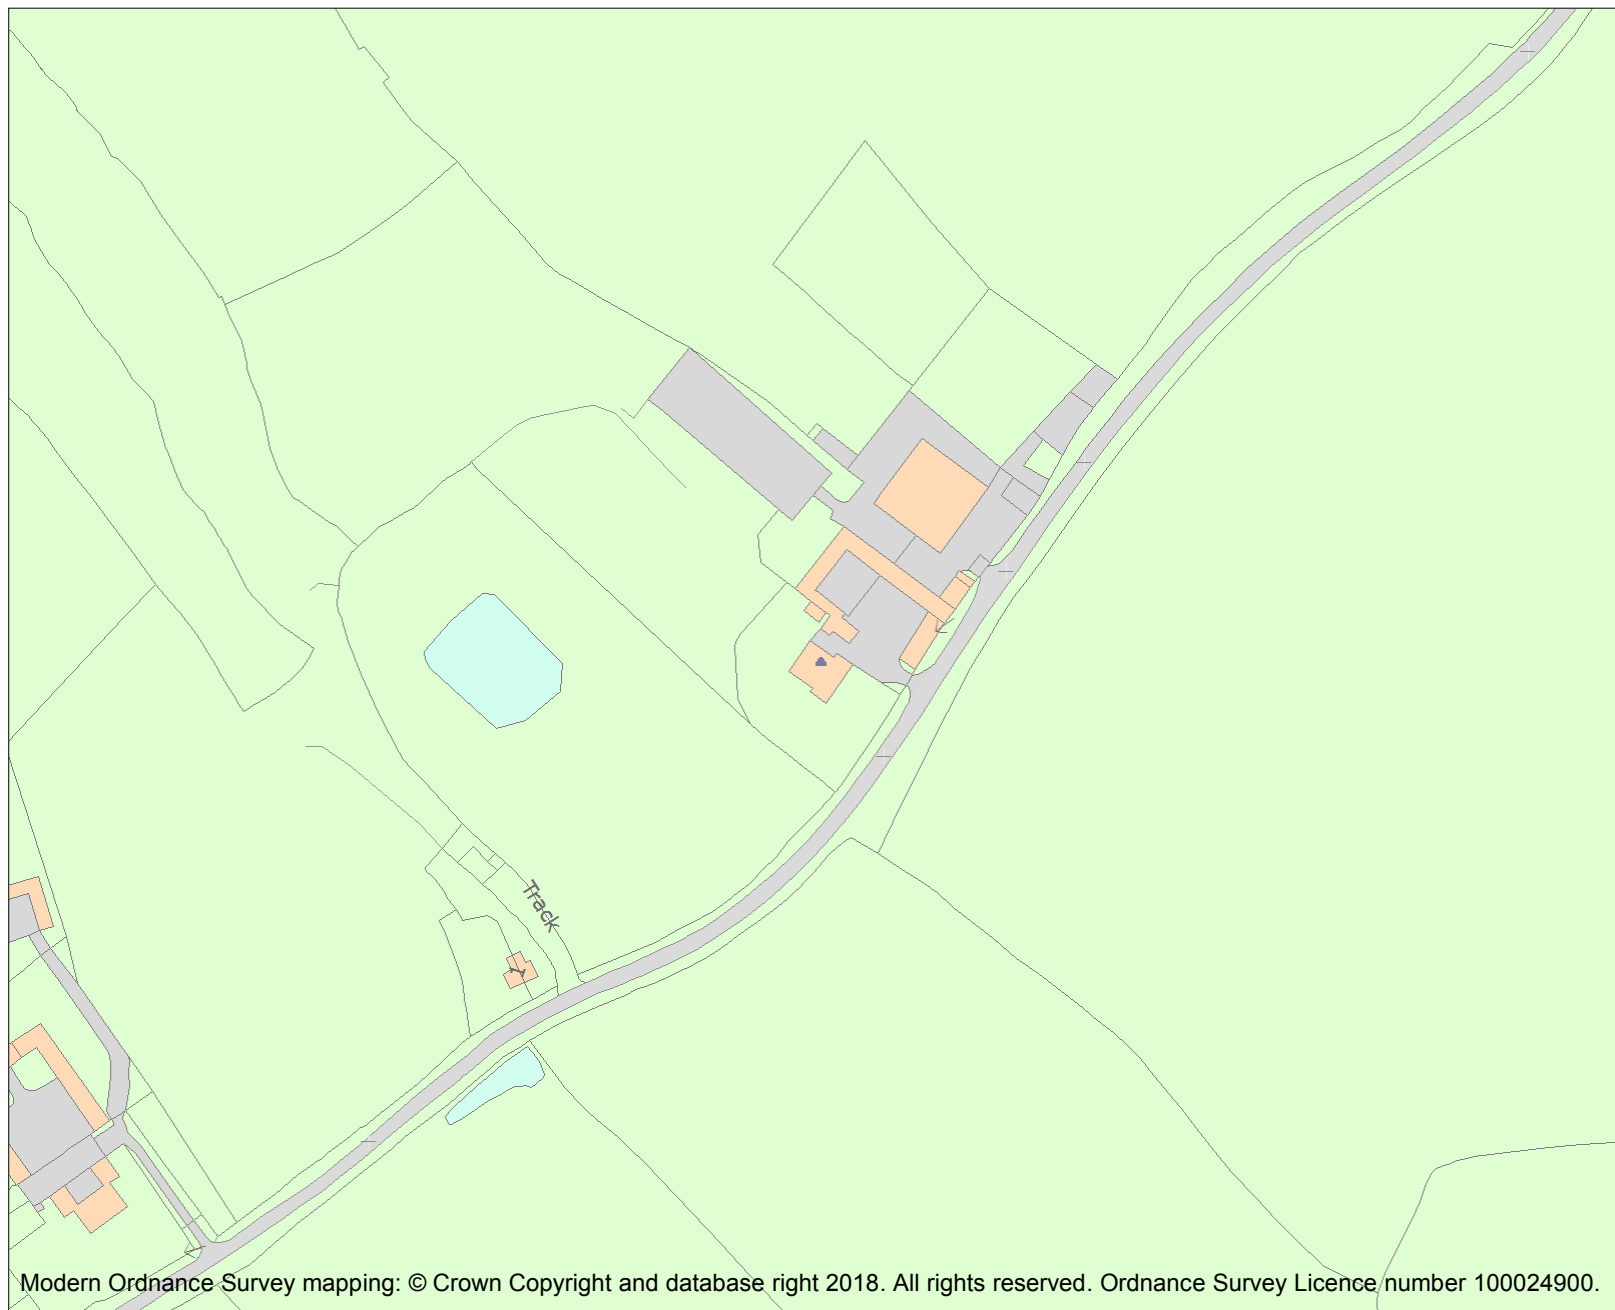 Track
Modern Ordnance Survey mapping: © Crown Copyright and database right 2018. All rights reserved. Ordnance Survey Licence number 100024900.